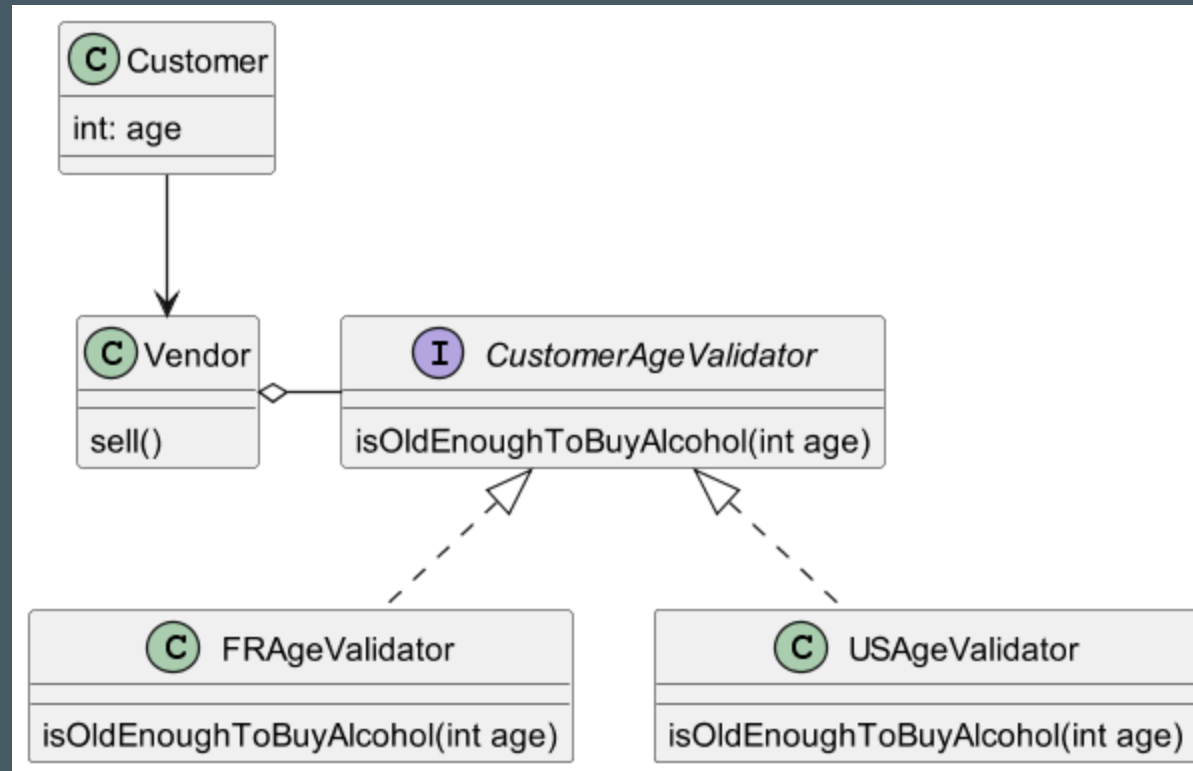 C Customer
int: age
C Vendor
sell()
I CustomerAgeValidator
isOldEnoughToBuyAlcohol(int age)
C FRAgeValidator
isOldEnoughToBuyAlcohol(int age)
C USAgeValidator
isOldEnoughToBuyAlcohol(int age)